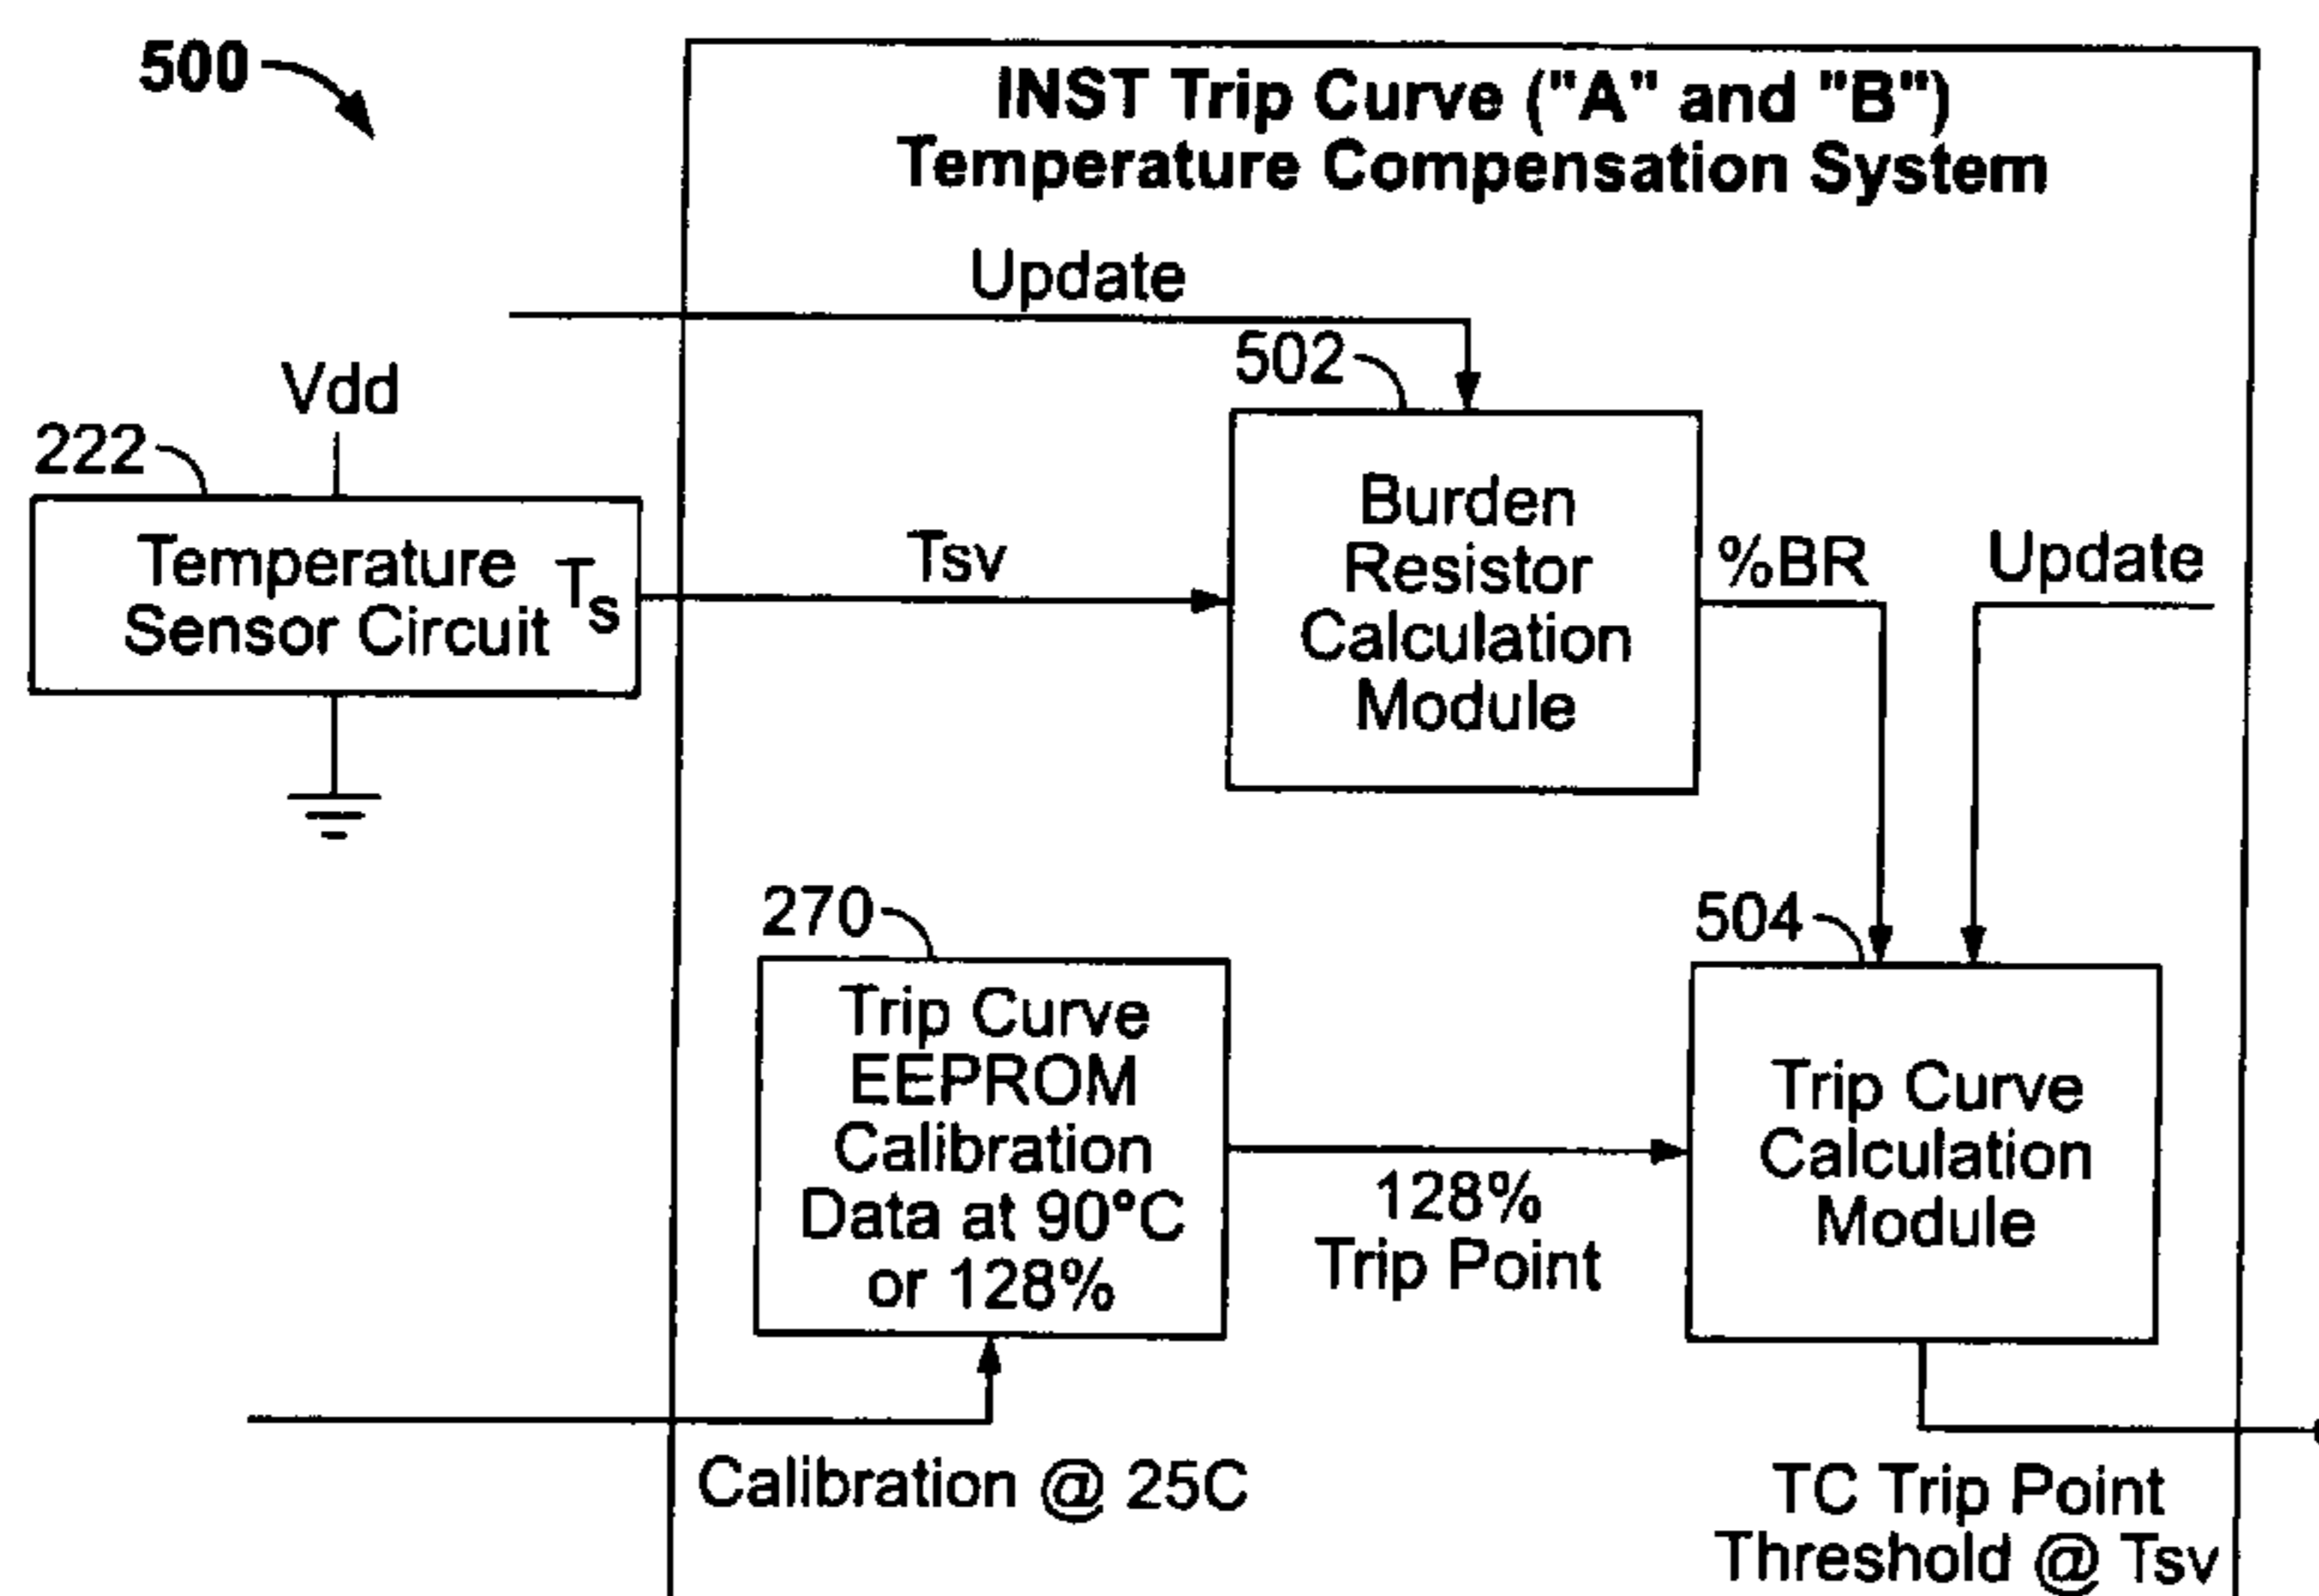 500
INST Trip Curve ("A" and "B")
Temperature Compensation System
Update
502
Vdd
222
Temperature
Sensor Circuit
Ts
Tsv
Burden
Resistor
Calculation
Module
%BR
Update
270
504
Trip Curve
EEPROM
Calibration
Data at 90°C
or 128%
128%
Trip Point
Trip Curve
Calculation
Module
Calibration @ 25C
TC Trip Point
Threshold @ Tsv